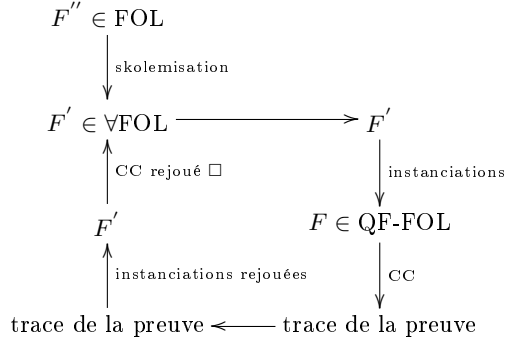 F'' ∈ FOL
skolemisation
F' ∈ ∀FOL F'
CC rejoué □ instanciations
F' F ∈ QF-FOL
instanciations rejouées CC
trace de la preuve trace de la preuve